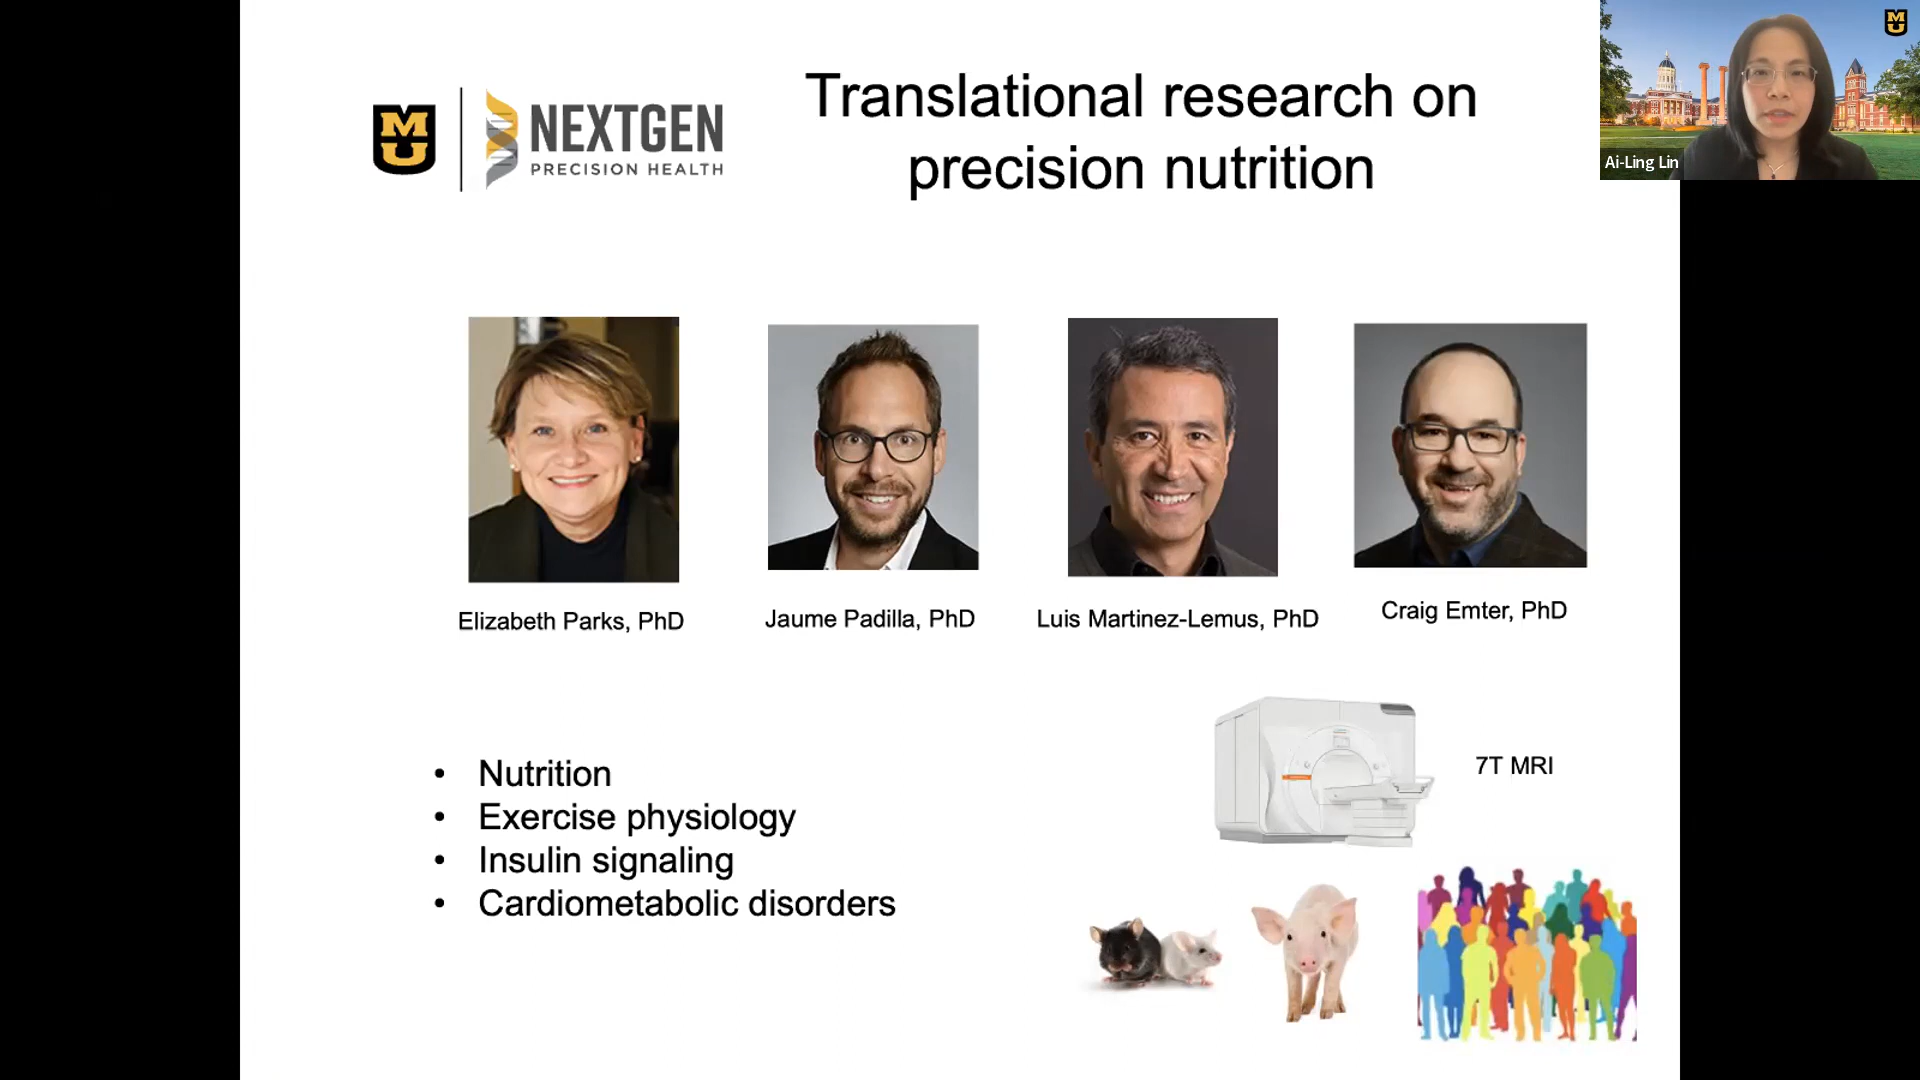 MU
NEXTGEN
PRECISION HEALTH
Translational research on
precision nutrition
MU
Ai-Ling Lin
Elizabeth Parks, PhD
Jaume Padilla, PhD
Luis Martinez-Lemus, PhD
Craig Emter, PhD
• Nutrition
• Exercise physiology
• Insulin signaling
• Cardiometabolic disorders
7T MRI